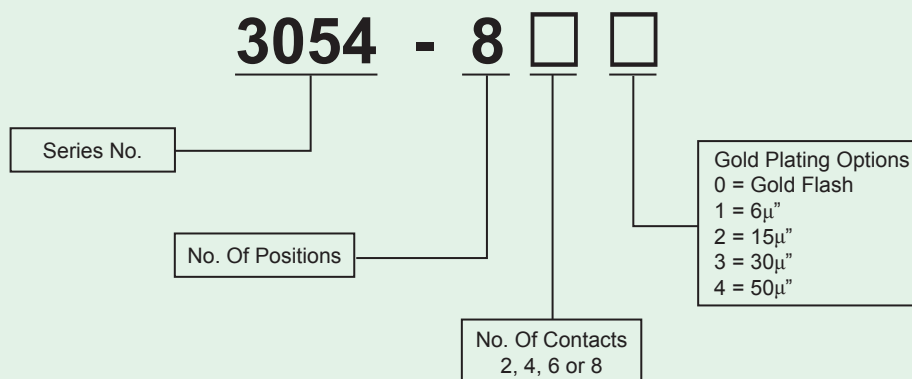 3054 - 8 □ □
Series No.
No. Of Positions
No. Of Contacts
2, 4, 6 or 8
Gold Plating Options
0 = Gold Flash
1 = 6μ”
2 = 15μ”
3 = 30μ”
4 = 50μ”